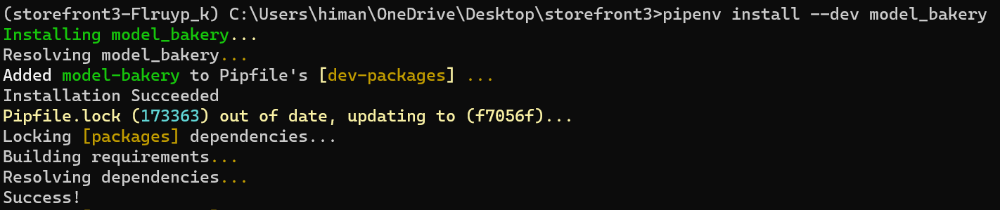 (storefront3-Flruyp_k) C:\Users\himan\OneDrive\Desktop\storefront3>pipenv install --dev model_bakery
Installing model_bakery...
Resolving model_bakery...
Added model-bakery to Pipfile's [dev-packages] ...
Installation Succeeded
Pipfile.lock (173363) out of date, updating to (f7056f)...
Locking [packages] dependencies...
Building requirements...
Resolving dependencies...
Success!